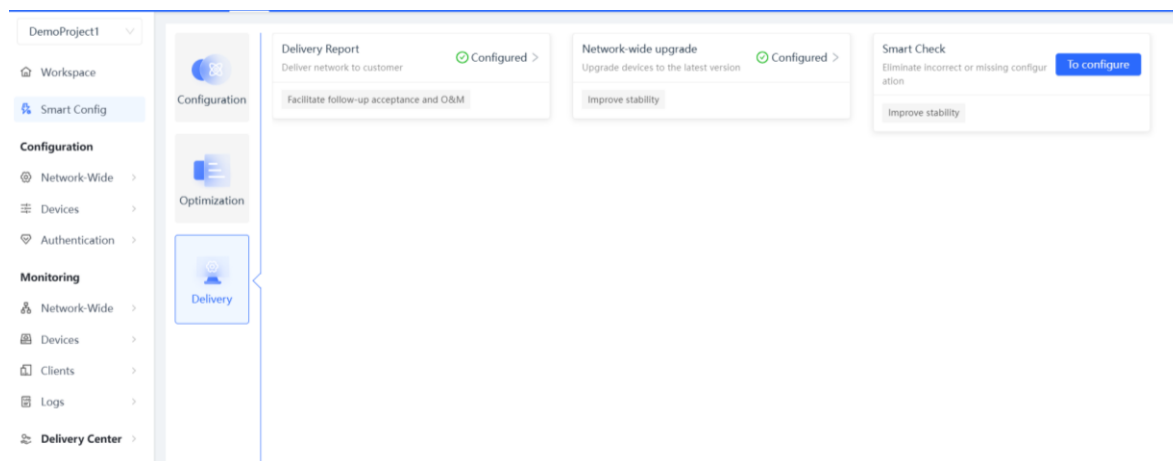 DemoProject1
Workspace
Smart Config
Configuration
Network-Wide
Devices
Authentication
Monitoring
Network-Wide
Devices
Clients
Logs
Delivery Center
Configuration
Optimization
Delivery
Delivery Report
Deliver network to customer
Configured
Facilitate follow-up acceptance and O&M
Network-wide upgrade
Upgrade devices to the latest version
Configured
Improve stability
Smart Check
Eliminate incorrect or missing configur
ation
To configure
Improve stability